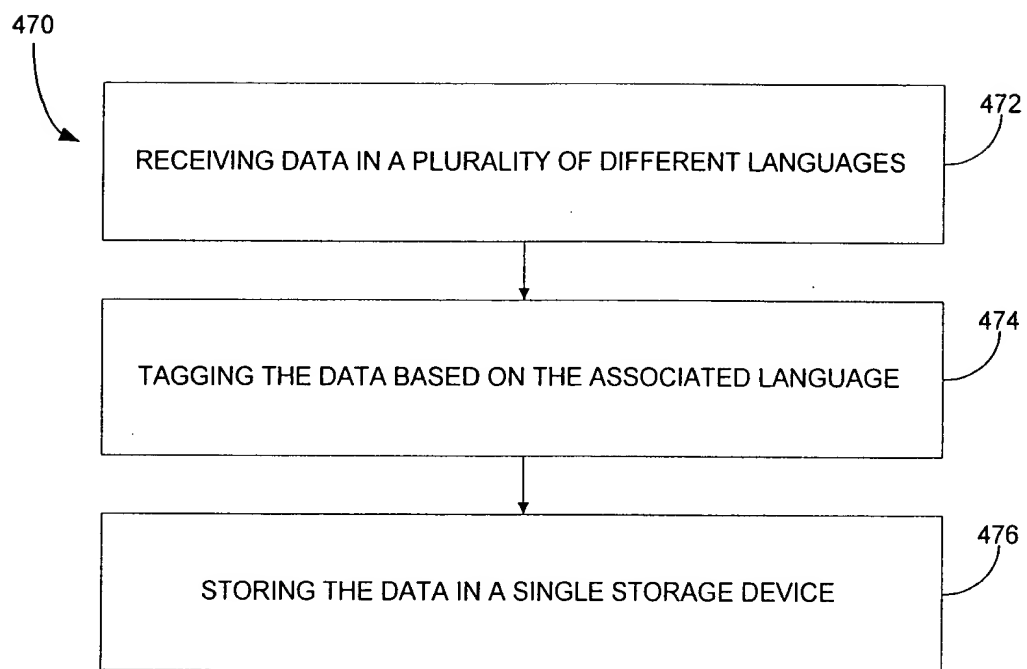 470
472
RECEIVING DATA IN A PLURALITY OF DIFFERENT LANGUAGES
474
TAGGING THE DATA BASED ON THE ASSOCIATED LANGUAGE
476
STORING THE DATA IN A SINGLE STORAGE DEVICE